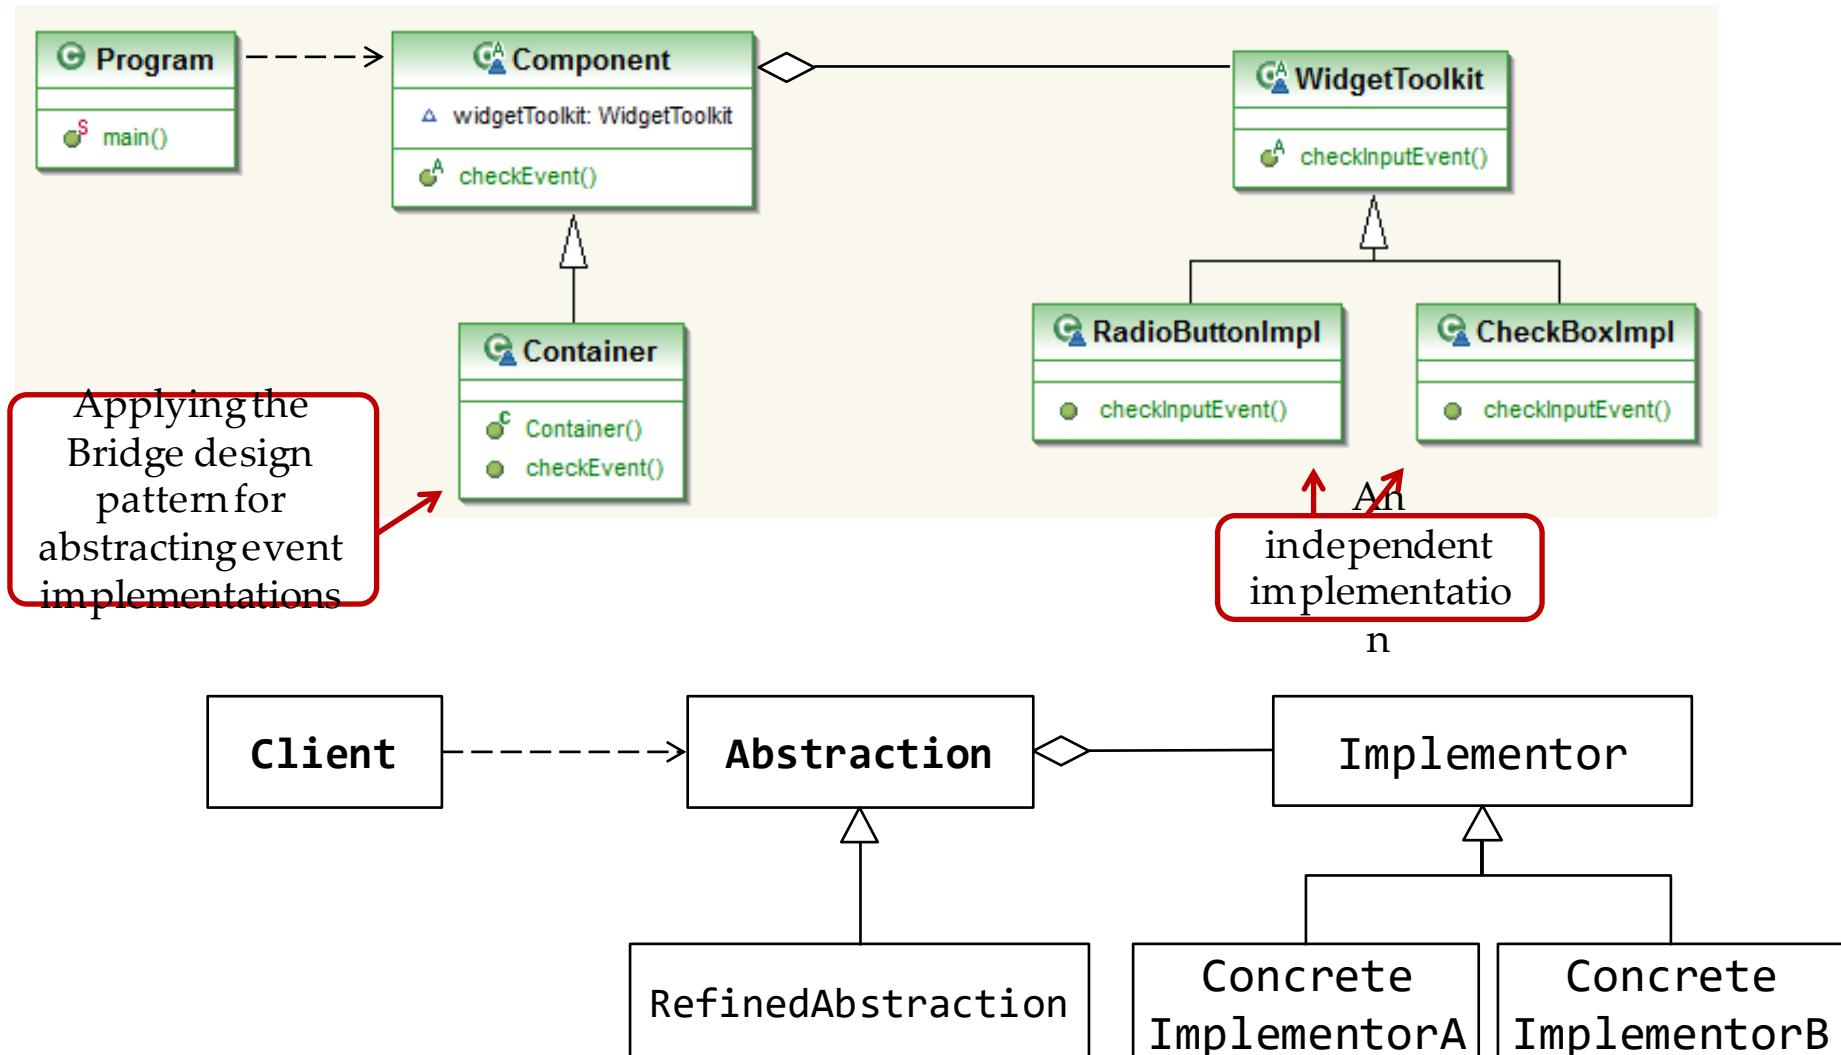 Program
main()
Component
widgetToolkit: WidgetToolkit
checkEvent()
WidgetToolkit
checkInputEvent()
Container
Container()
checkEvent()
RadioButtonImpl
checkInputEvent()
CheckBoxImpl
checkInputEvent()
Applying the
Bridge design
pattern for
abstracting event
implementations
An
independent
implementatio
n
Client
Abstraction
Implementor
RefinedAbstraction
Concrete
ImplementorA
Concrete
ImplementorB